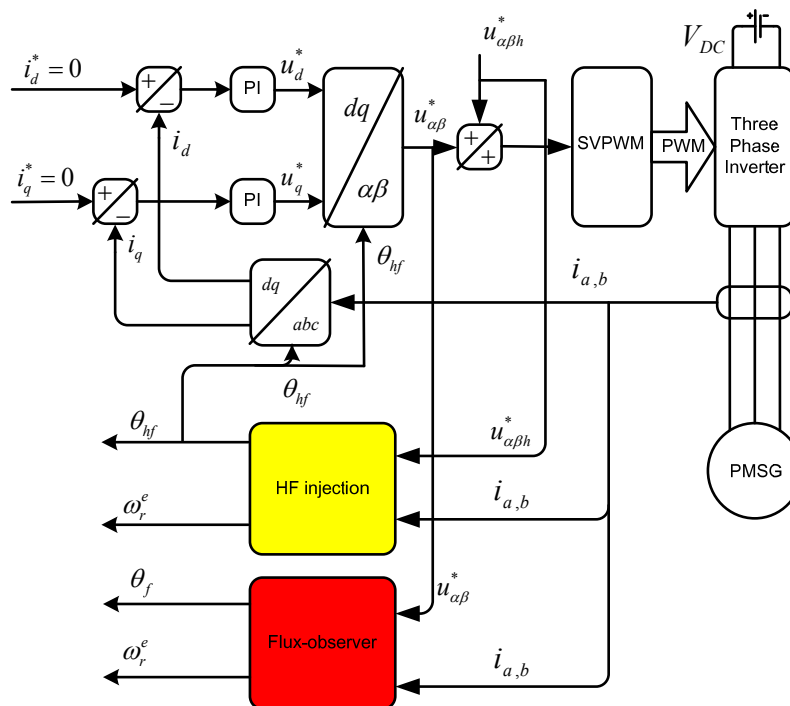 u*αβh
V_DC
i*d = 0
+
−
PI
u*d
dq
αβ
u*αβ
+
+
SVPWM
PWM
Three
Phase
Inverter
i_d
i*q = 0
+
−
PI
u*q
i_q
θ_hf
dq
abc
i_a,b
θ_hf
θ_hf
HF injection
u*αβh
PMSG
ω^e_r
i_a,b
θ_f
Flux-observer
u*αβ
ω^e_r
i_a,b